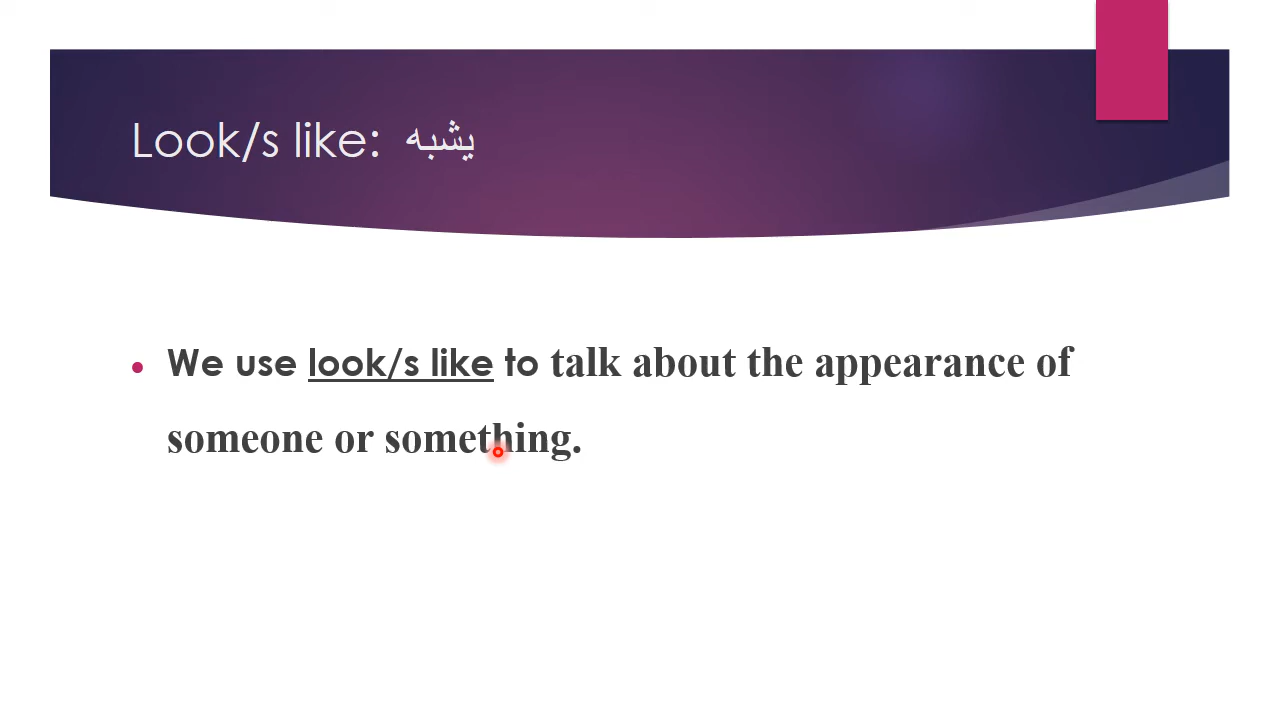 Look/s like: يشبه
We use look/s like to talk about the appearance of
someone or something.